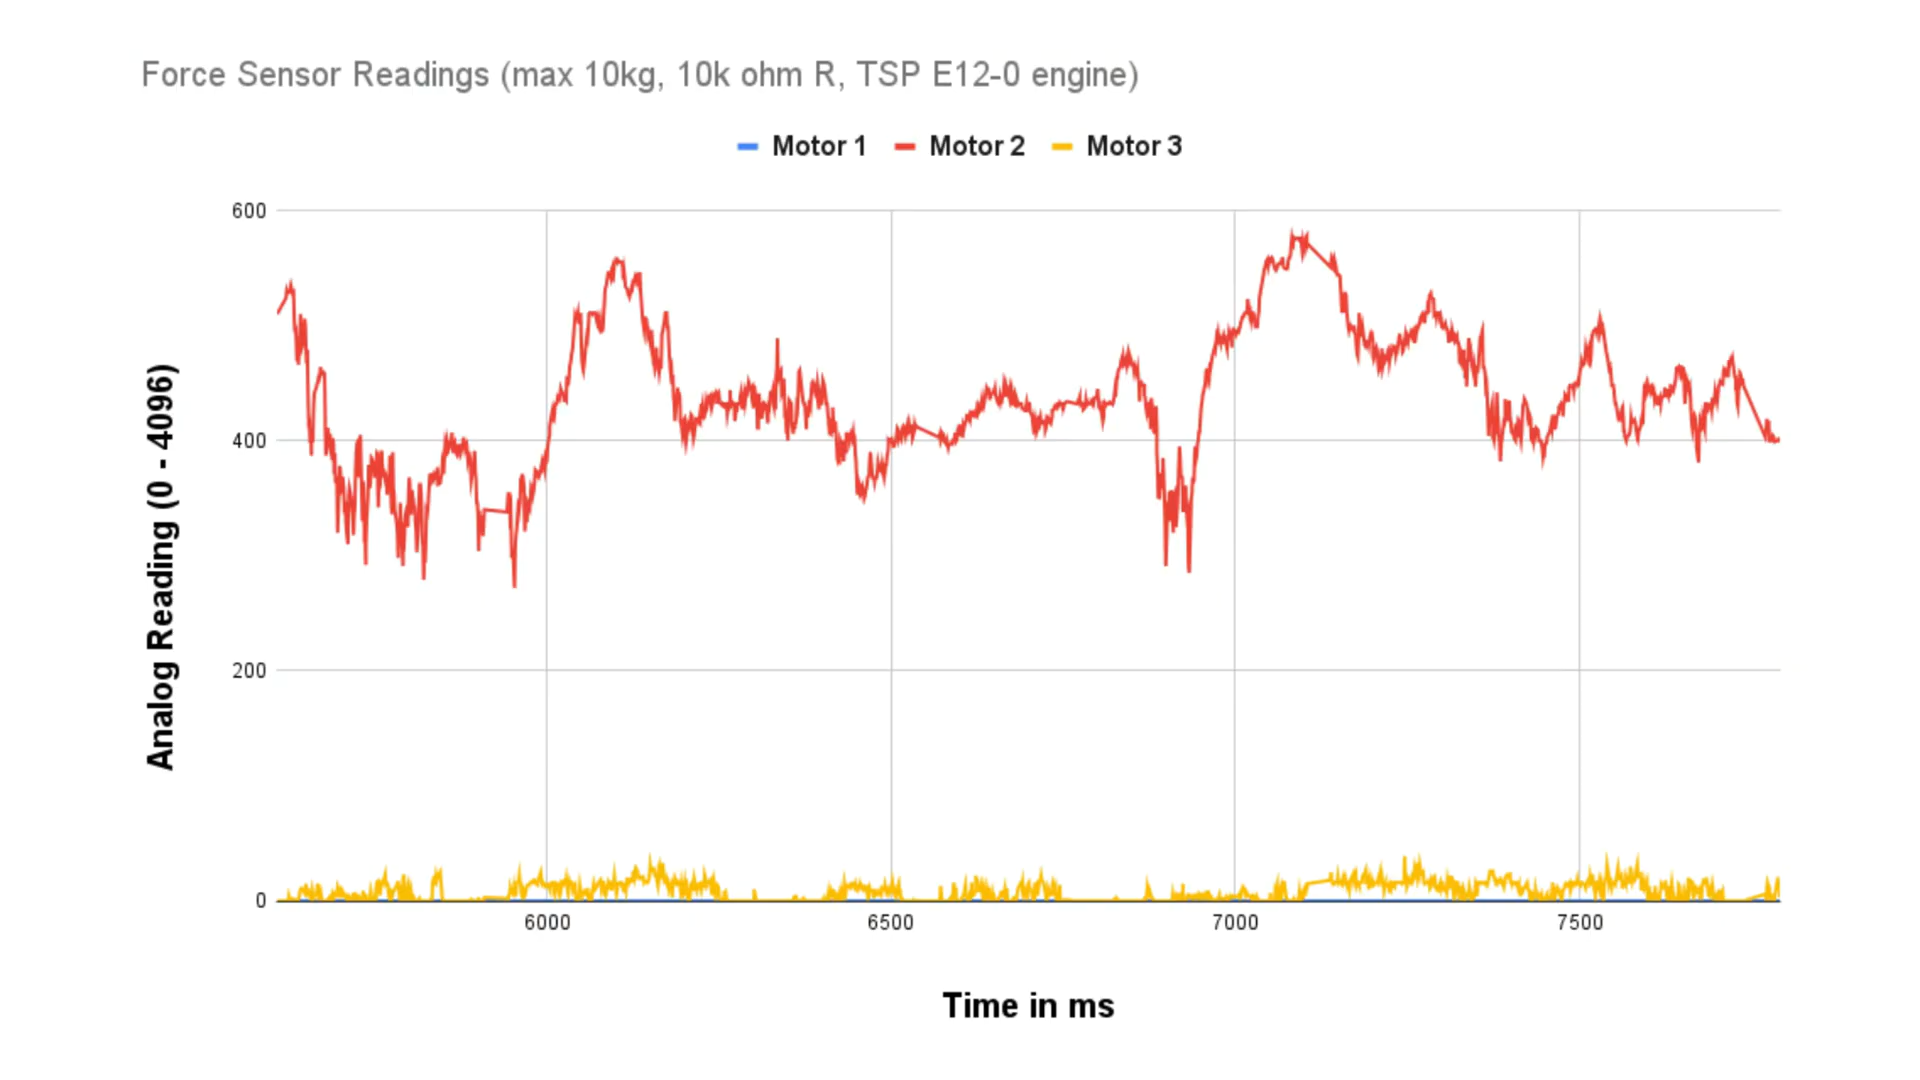 Force Sensor Readings (max 10kg, 10k ohm R, TSP E12-0 engine)
Motor 1 Motor 2 Motor 3
600
400
200
0
Analog Reading (0 - 4096)
6000 6500 7000 7500
Time in ms